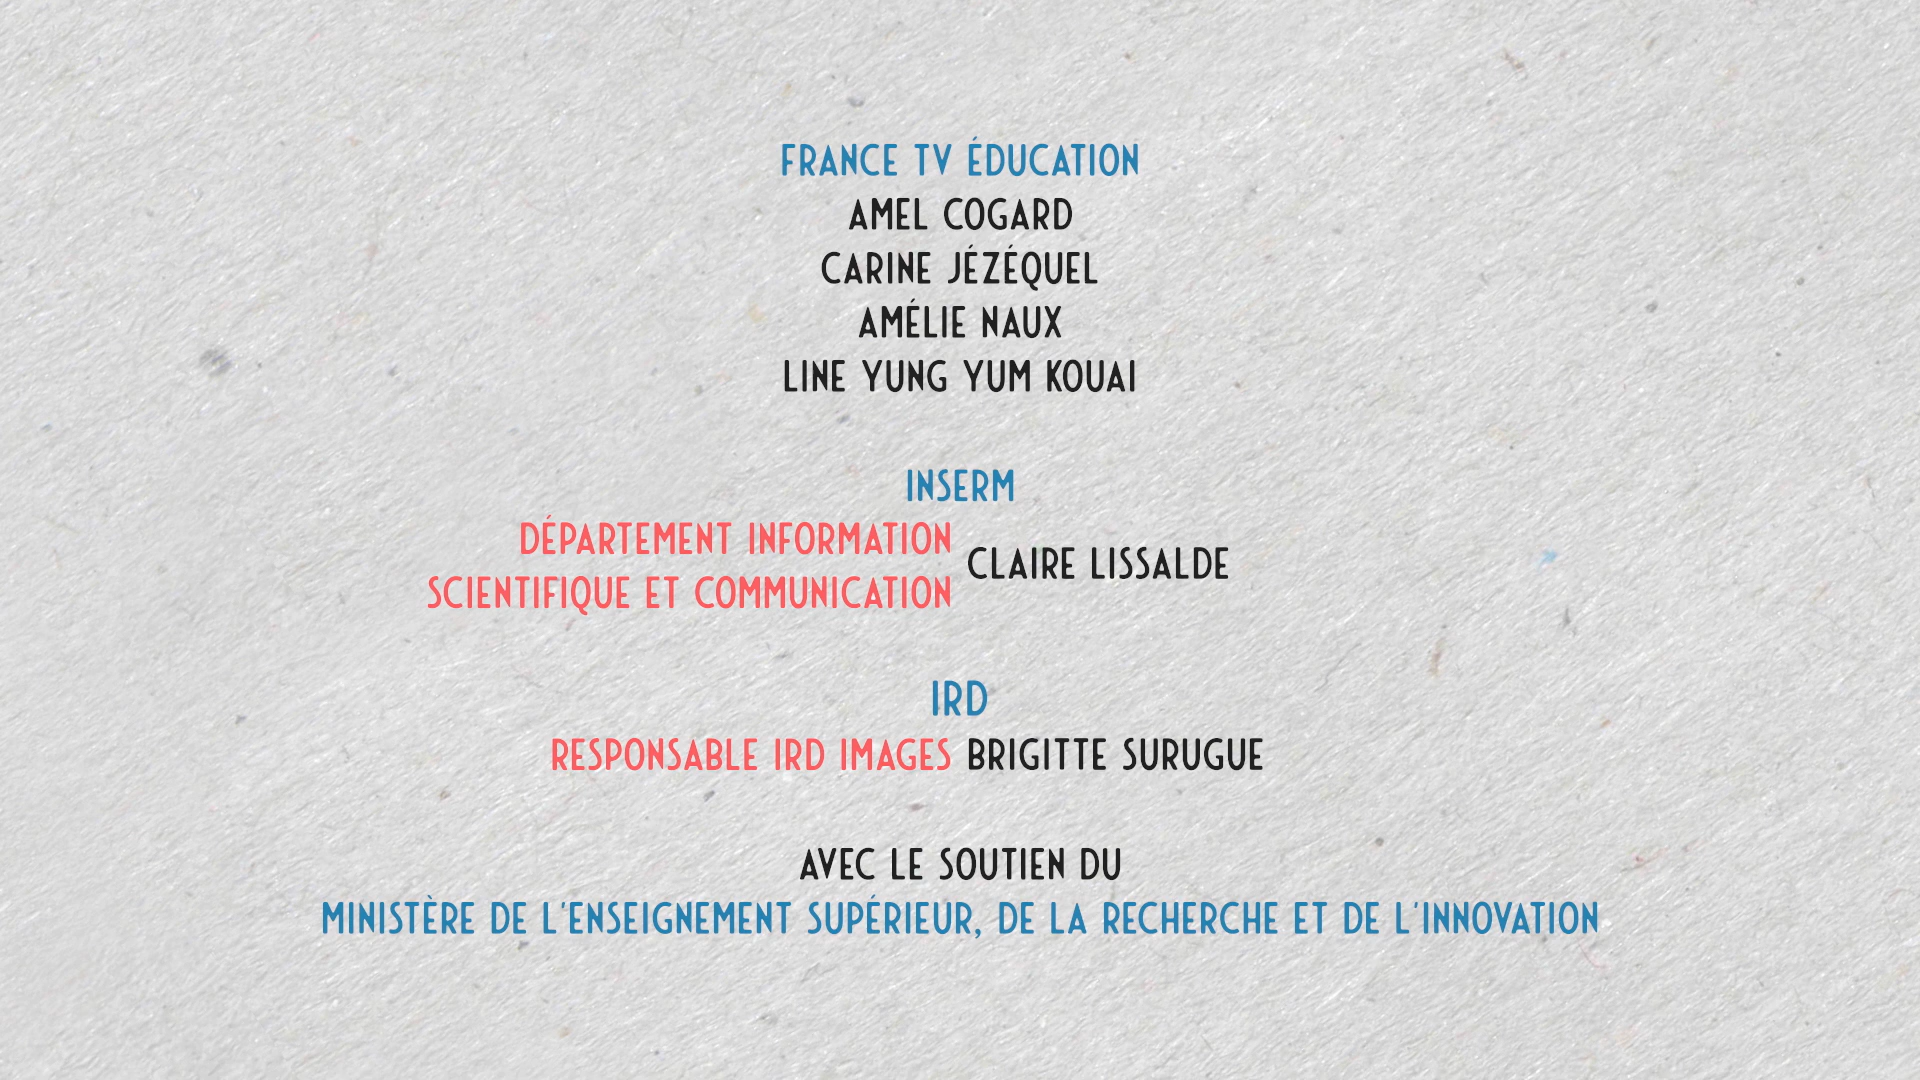 FRANCE TV ÉDUCATION
AMEL COGARD
CARINE JÉZÉQUEL
AMÉLIE NAUX
LINE YUNG YUM KOUAI
INSERM
DÉPARTEMENT INFORMATION
SCIENTIFIQUE ET COMMUNICATION
CLAIRE LISSALDE
IRD
RESPONSABLE IRD IMAGES BRIGITTE SURUGUE
AVEC LE SOUTIEN DU
MINISTÈRE DE L'ENSEIGNEMENT SUPÉRIEUR, DE LA RECHERCHE ET DE L'INNOVATION